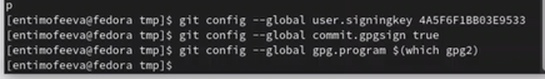 p
[entimofeeva@fedora tmp]$ git config --global user.signingkey 4A5F6F1BB03E9533
[entimofeeva@fedora tmp]$ git config --global commit.gpgsign true
[entimofeeva@fedora tmp]$ git config --global gpg.program $(which gpg2)
[entimofeeva@fedora tmp]$